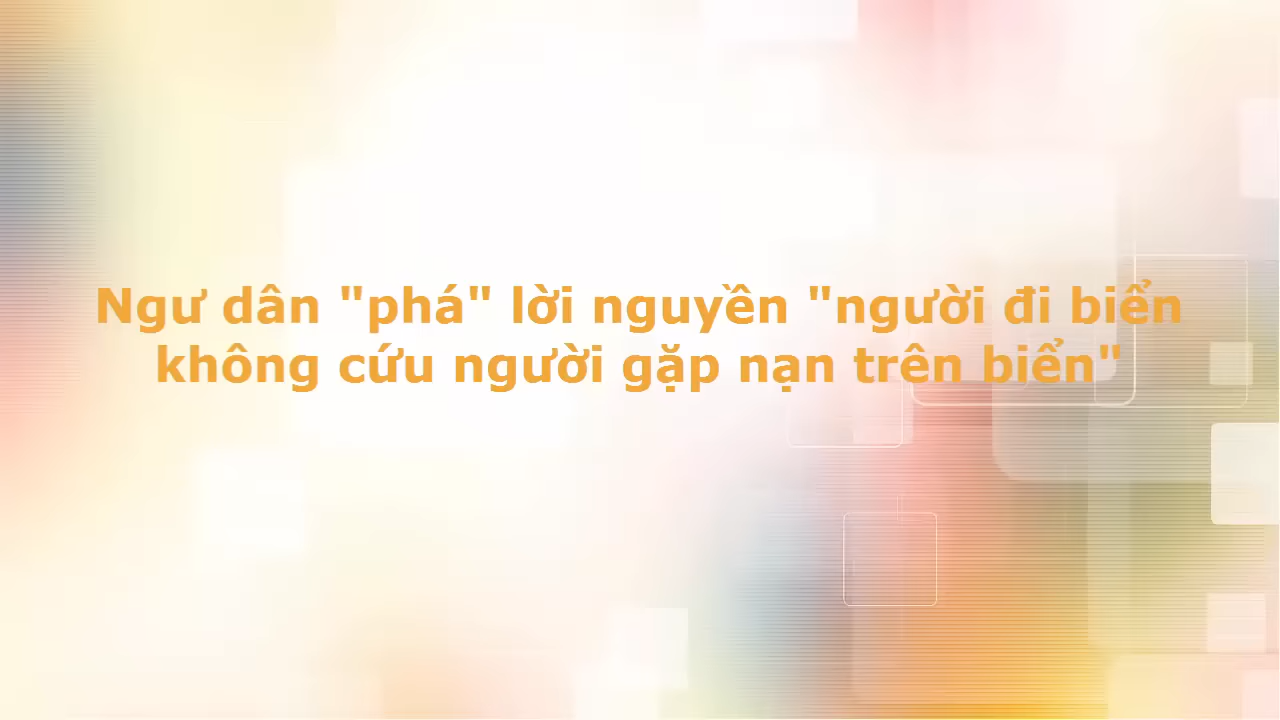 Ngư dân "phá" lời nguyền "người đi biển
không cứu người gặp nạn trên biển"